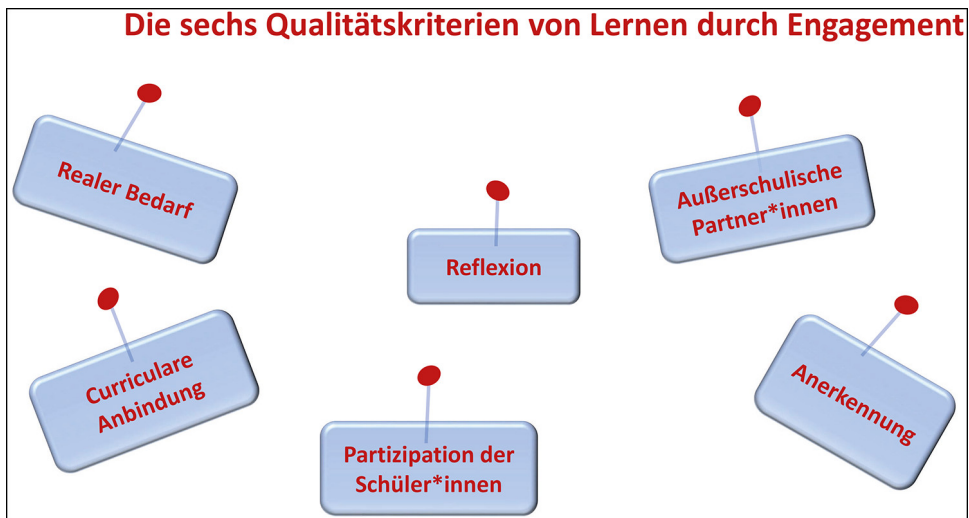 Die sechs Qualitätskriterien von Lernen durch Engagement
Realer Bedarf
Außerschulische
Partner*innen
Reflexion
Curriculare
Anbindung
Anerkennung
Partizipation der
Schüler*innen